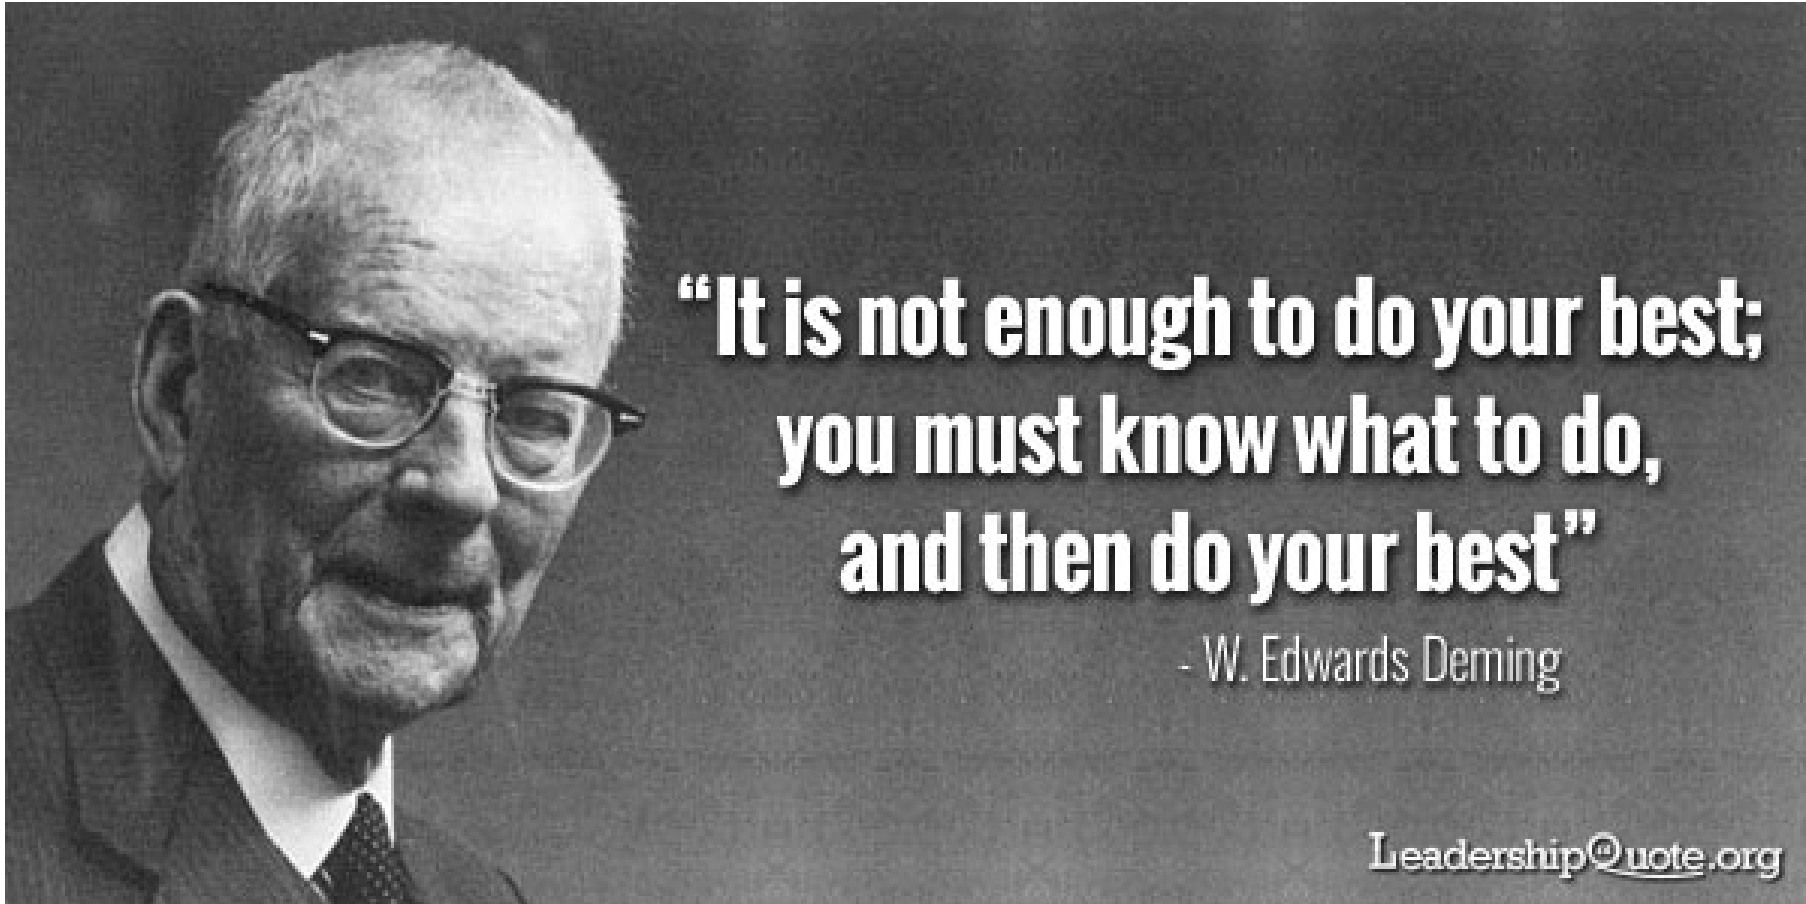 “It is not enough to do your best;
you must know what to do,
and then do your best”
- W. Edwards Deming
LeadershipQuote.org